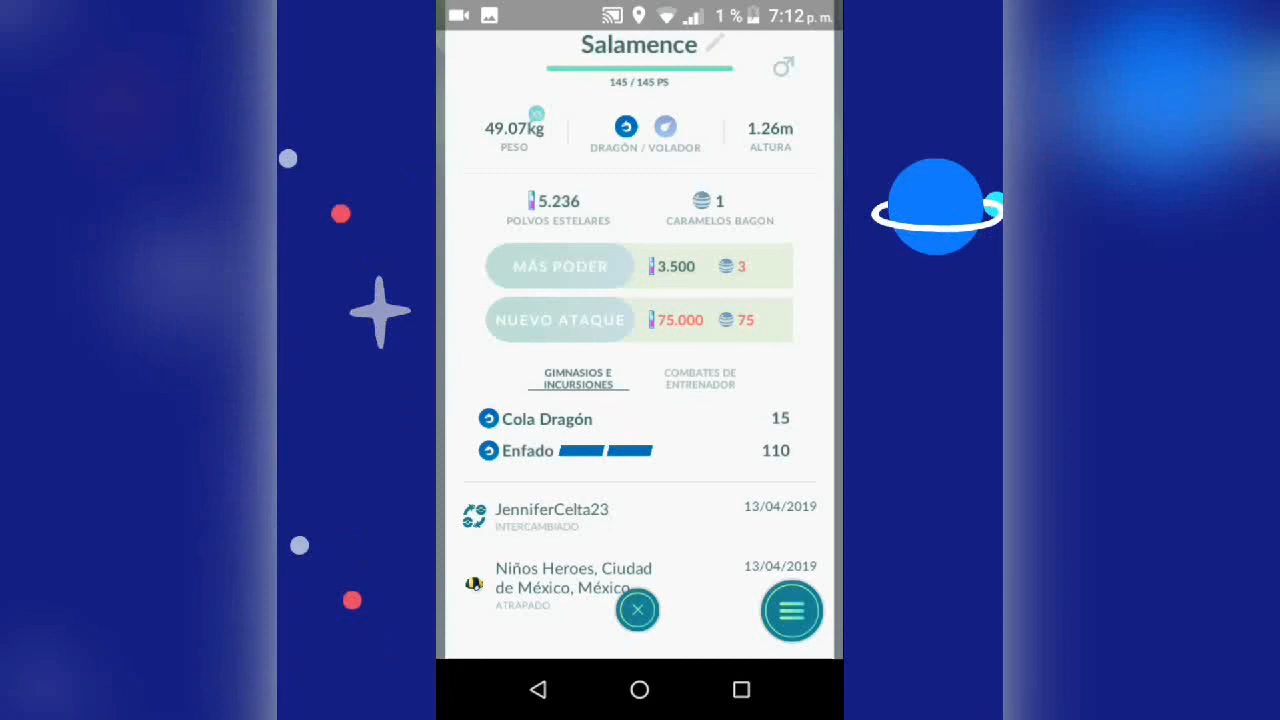 1 % 7:12 p. m.
Salamence
145 / 145 PS
XS
49.07kg
PESO
DRAGÓN / VOLADOR
1.26m
ALTURA
5.236
POLVOS ESTELARES
1
CARAMELOS BAGON
MÁS PODER 3.500 3
NUEVO ATAQUE 75.000 75
GIMNASIOS E
INCURSIONES
COMBATES DE
ENTRENADOR
Cola Dragón 15
Enfado 110
JenniferCelta23 13/04/2019
INTERCAMBIADO
Niños Heroes, Ciudad 13/04/2019
de México, México
ATRAPADO